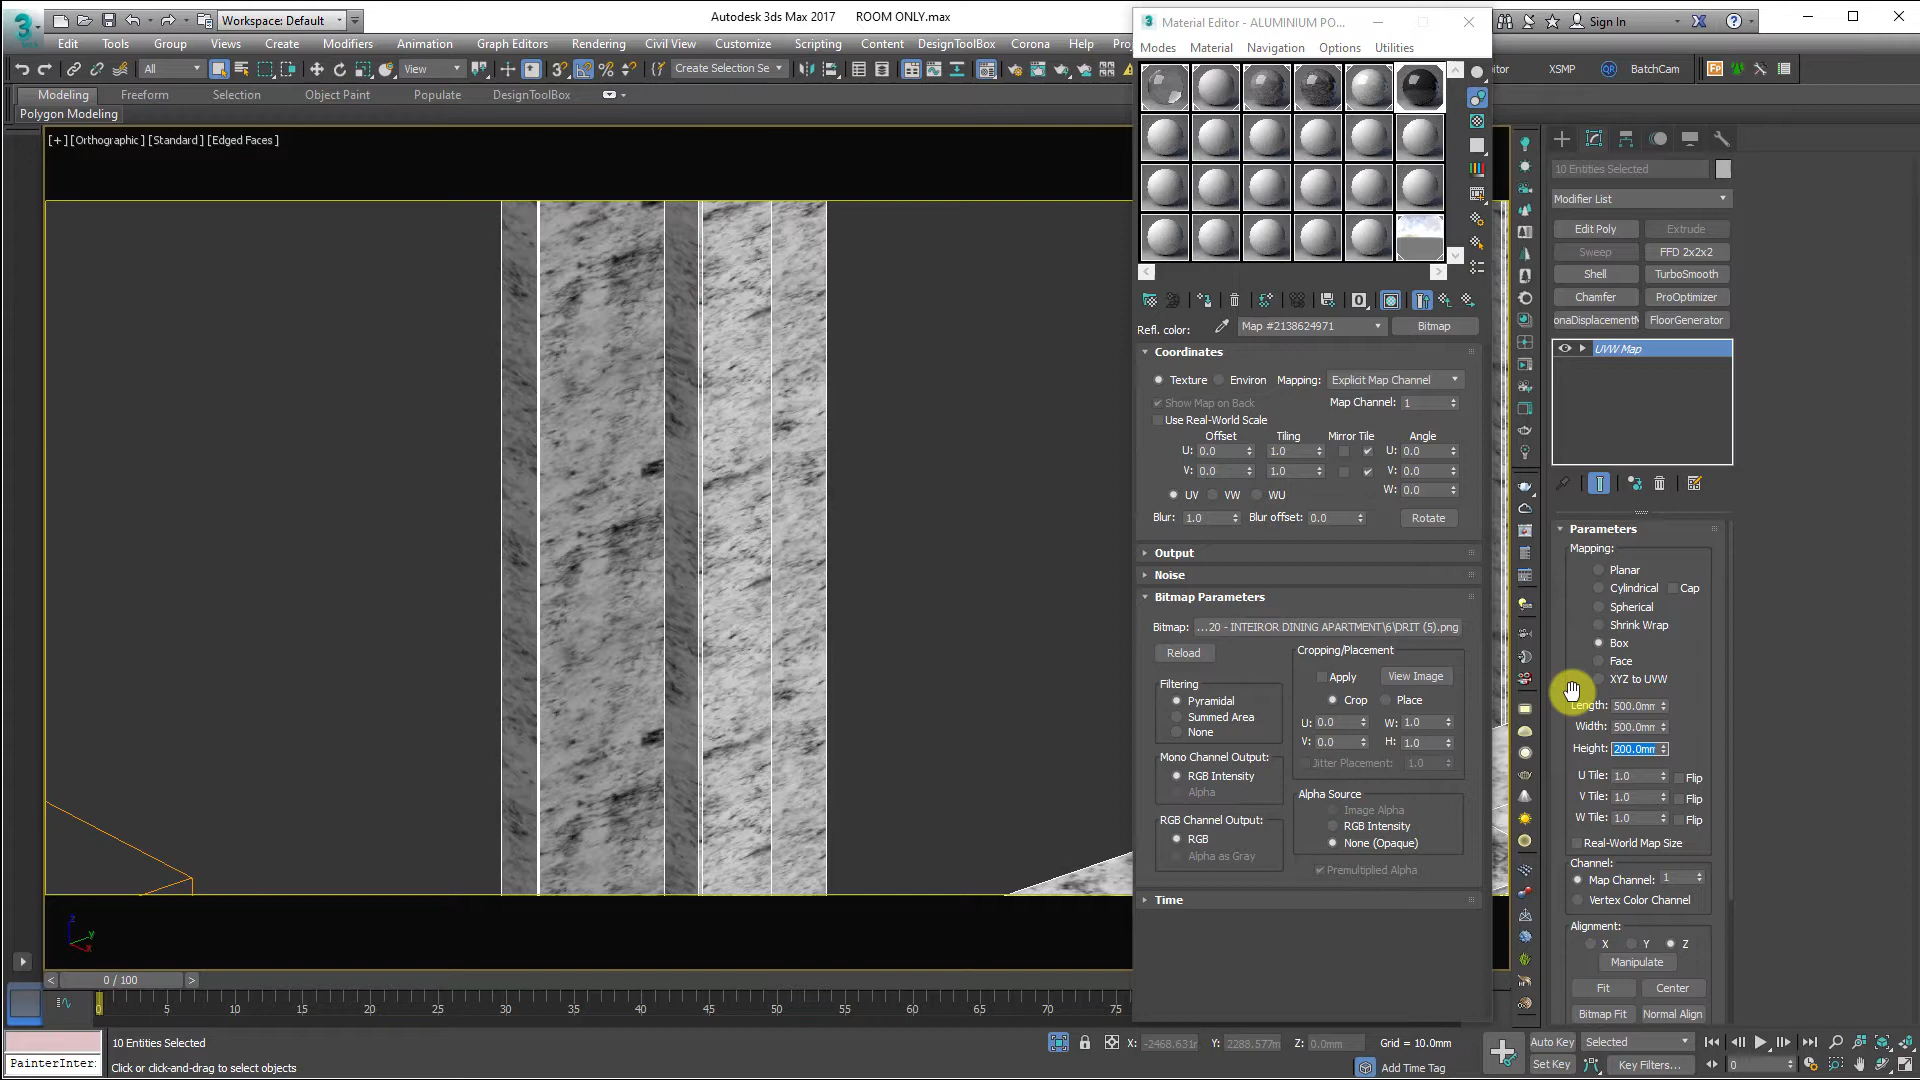 3
MAX
Workspace: Default
Autodesk 3ds Max 2017 ROOM ONLY.max
Sign In
Edit Tools Group Views Create Modifiers Animation Graph Editors Rendering Civil View Customize Scripting Content DesignToolBox Corona Help
All
View
Create Selection Se
XSMP
BatchCam
Modeling Freeform Selection Object Paint Populate DesignToolBox
Polygon Modeling
[+] [Orthographic] [Standard] [Edged Faces]
Material Editor - ALUMINIUM PO...
Modes Material Navigation Options Utilities
Refl. color: Map #2138624971 Bitmap
Coordinates
Texture Environ Mapping: Explicit Map Channel
Show Map on Back Map Channel: 1
Use Real-World Scale
Offset Tiling Mirror Tile Angle
U: 0.0 1.0 U: 0.0
V: 0.0 1.0 V: 0.0
W: 0.0
UV VW WU
Blur: 1.0 Blur offset: 0.0 Rotate
Output
Noise
Bitmap Parameters
Bitmap: ...20 - INTEIROR DINING APARTMENT\6\DRIT (5).png
Reload
Cropping/Placement
Apply View Image
Crop Place
U: 0.0 W: 1.0
V: 0.0 H: 1.0
Jitter Placement: 1.0
Filtering
Pyramidal
Summed Area
None
Mono Channel Output:
RGB Intensity
Alpha
RGB Channel Output:
RGB
Alpha as Gray
Alpha Source
Image Alpha
RGB Intensity
None (Opaque)
Premultiplied Alpha
Time
10 Entities Selected
Modifier List
Edit Poly Extrude
Sweep FFD 2x2x2
Shell TurboSmooth
Chamfer ProOptimizer
FloorGenerator
UVW Map
Parameters
Mapping:
Planar
Cylindrical Cap
Spherical
Shrink Wrap
Box
Face
XYZ to UVW
Length: 500.0mm
Width: 500.0mm
Height: 200.0mm
U Tile: 1.0 Flip
V Tile: 1.0 Flip
W Tile: 1.0 Flip
Real-World Map Size
Channel:
Map Channel: 1
Vertex Color Channel
Alignment:
X Y Z
Manipulate
Fit Center
Bitmap Fit Normal Align
z
y
x
0 / 100
0 5 10 15 20 25 30 35 40 45 50 55 60 65 70 75
10 Entities Selected
Click or click-and-drag to select objects
PainterInter:
X: -2468.631m Y: 2288.577mm Z: 0.0mm Grid = 10.0mm
Add Time Tag
Auto Key Selected
Set Key Key Filters...
0